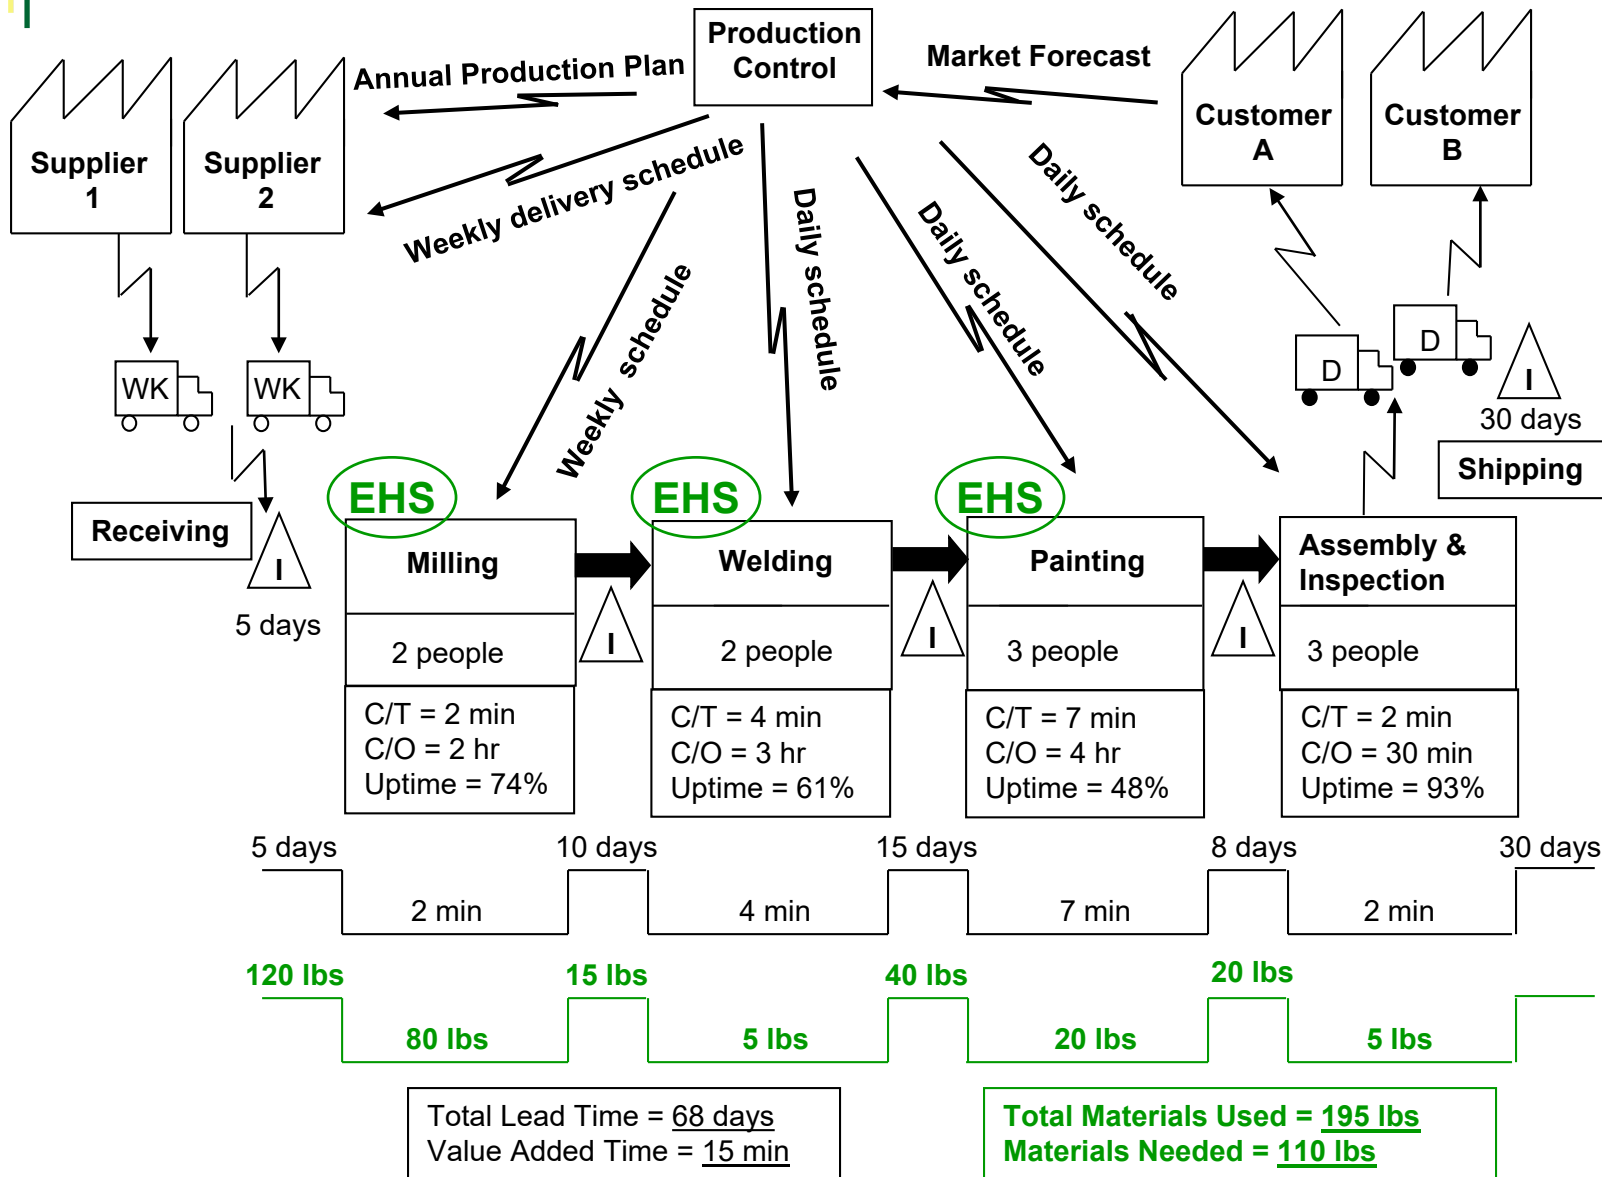 Production
Control
Annual Production Plan
Market Forecast
Supplier
1
Supplier
2
Customer
A
Customer
B
Weekly delivery schedule
Weekly schedule
Daily schedule
Daily schedule
Daily schedule
WK
WK
D
D
I
30 days
Shipping
Receiving
I
5 days
EHS
Milling
2 people
C/T = 2 min
C/O = 2 hr
Uptime = 74%
I
EHS
Welding
2 people
C/T = 4 min
C/O = 3 hr
Uptime = 61%
I
EHS
Painting
3 people
C/T = 7 min
C/O = 4 hr
Uptime = 48%
I
Assembly &
Inspection
3 people
C/T = 2 min
C/O = 30 min
Uptime = 93%
5 days 10 days 15 days 8 days 30 days
2 min 4 min 7 min 2 min
120 lbs 15 lbs 40 lbs 20 lbs
80 lbs 5 lbs 20 lbs 5 lbs
Total Lead Time = 68 days
Value Added Time = 15 min
Total Materials Used = 195 lbs
Materials Needed = 110 lbs